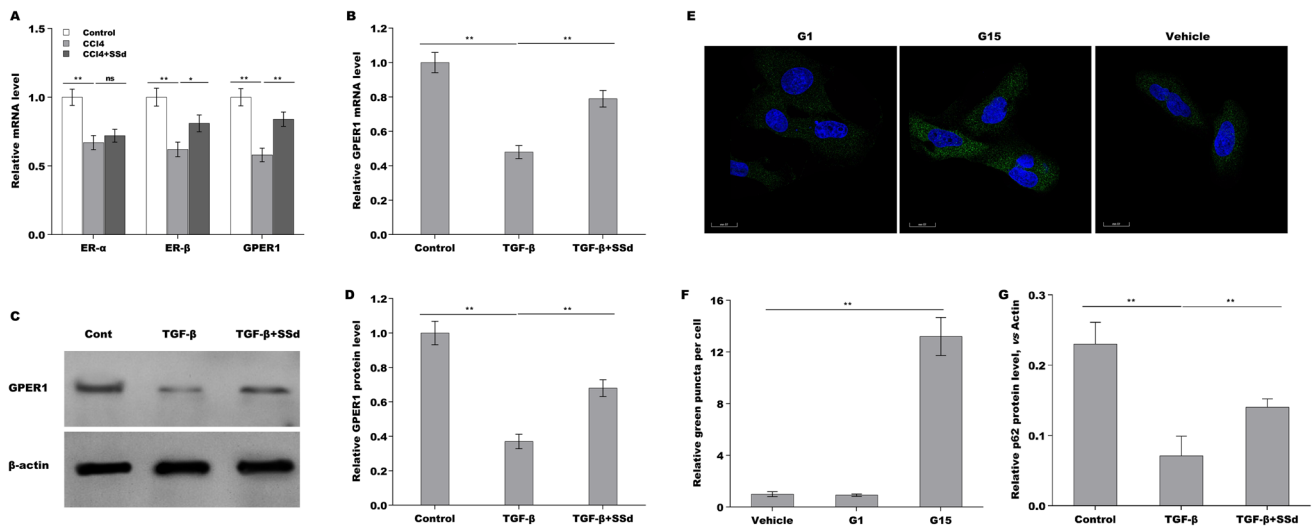 A
Relative mRNA level
1.5
1.0
0.5
0.0
Control
CCl4
CCl4+SSd
** ns
** *
** **
ER-α ER-β GPER1
B
Relative GPER1 mRNA level
1.2
1.0
0.8
0.6
0.4
0.2
0.0
** **
Control TGF-β TGF-β+SSd
C
Cont TGF-β TGF-β+SSd
GPER1
β-actin
D
Relative GPER1 protein level
1.2
1.0
0.8
0.6
0.4
0.2
0.0
** **
Control TGF-β TGF-β+SSd
E
G1 G15 Vehicle
F
Relative green puncta per cell
16
12
8
4
0
**
Vehicle G1 G15
G
Relative p62 protein level, vs Actin
0.3
0.2
0.1
0.0
** **
Control TGF-β TGF-β+SSd